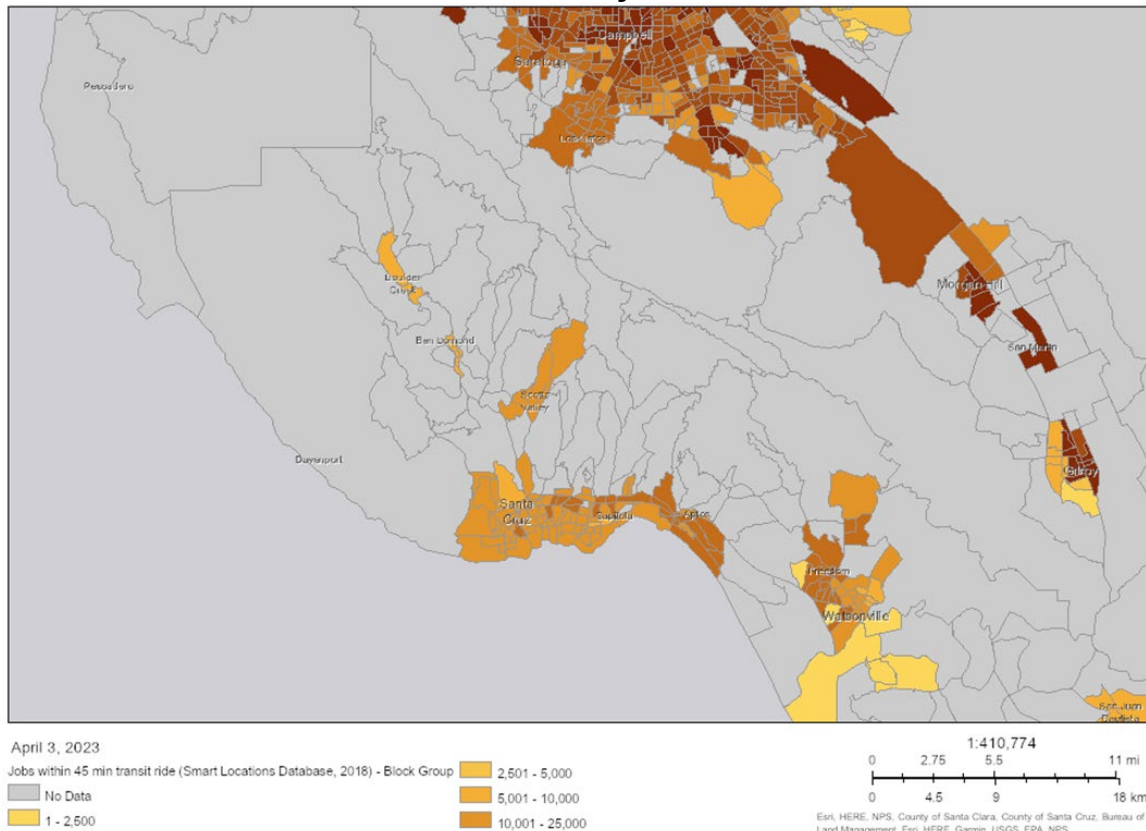 Campbell
Saratoga
Pescadero
Los Gatos
Boulder
Creek
Morgan Hill
Ben Lomond
San Martin
Scotts
Valley
Davenport
Gilroy
Santa
Cruz
Capitola
Aptos
Freedom
Watsonville
San Juan
Bautista
April 3, 2023
Jobs within 45 min transit ride (Smart Locations Database, 2018) - Block Group
No Data
1 - 2,500
2,501 - 5,000
5,001 - 10,000
10,001 - 25,000
1:410,774
0 2.75 5.5 11 mi
0 4.5 9 18 km
Esri, HERE, NPS, County of Santa Clara, County of Santa Cruz, Bureau of
Land Management, Esri, HERE, Garmin, USGS, EPA, NPS